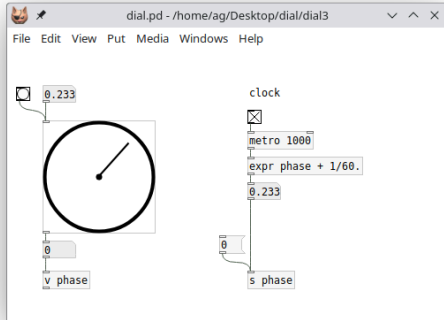 dial.pd - /home/ag/Desktop/dial/dial3
File Edit View Put Media Windows Help
clock
0.233
metro 1000
expr phase + 1/60.
0.233
0
0
v phase
s phase